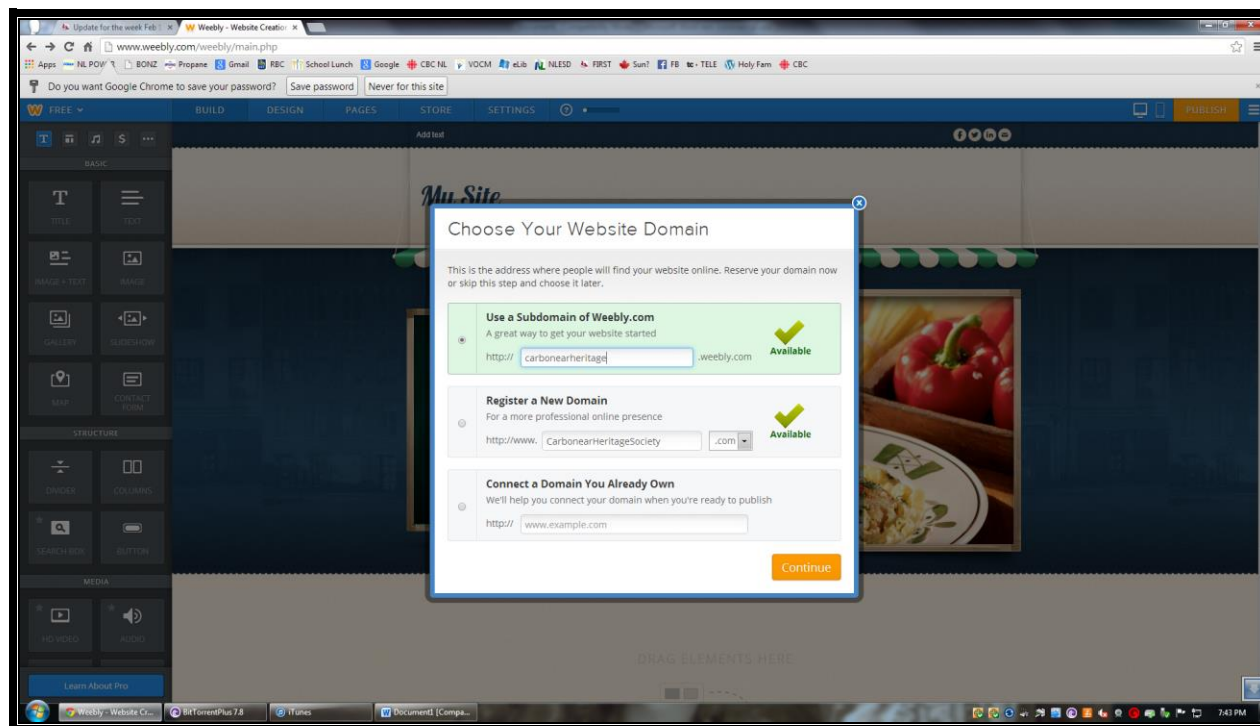 Update for the week Feb
Weebly - Website Creation
www.weebly.com/weebly/main.php
Apps NL POW BONZ Propane Gmail RBC School Lunch Google CBC NL VOCM eLib NLESD FIRST Sun! FB TELE Holy Fam CBC
Do you want Google Chrome to save your password? Save password Never for this site
FREE BUILD DESIGN PAGES STORE SETTINGS PUBLISH
Add text
BASIC
My Site
TITLE TEXT
IMAGE + TEXT IMAGE
GALLERY SLIDESHOW
MAP CONTACT
FORM
STRUCTURE
DIVIDER COLUMNS
SEARCH BOX BUTTON
MEDIA
HD VIDEO AUDIO
Learn About Pro
Choose Your Website Domain
This is the address where people will find your website online. Reserve your domain now
or skip this step and choose it later.
Use a Subdomain of Weebly.com
A great way to get your website started
http:// carbonearheritage .weebly.com
Available
Register a New Domain
For a more professional online presence
http://www. CarbonearHeritageSociety .com
Available
Connect a Domain You Already Own
We'll help you connect your domain when you're ready to publish
http:// www.example.com
Continue
DRAG ELEMENTS HERE
Weebly - Website Cr... BitTorrentPlus 7.8 iTunes Document1 [Compa... 7:43 PM